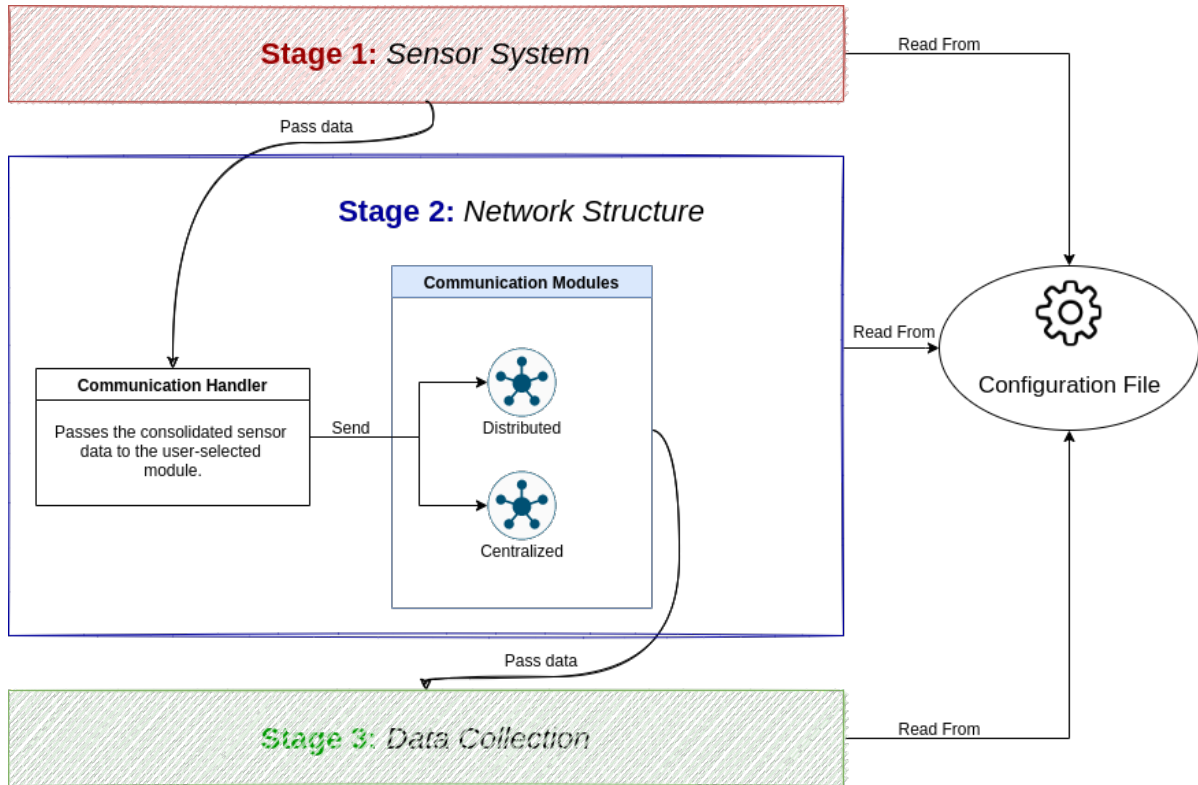 Stage 1: Sensor System
Read From
Pass data
Stage 2: Network Structure
Communication Modules
Read From
Configuration File
Communication Handler
Passes the consolidated sensor
data to the user-selected
module.
Send
Distributed
Centralized
Pass data
Stage 3: Data Collection
Read From